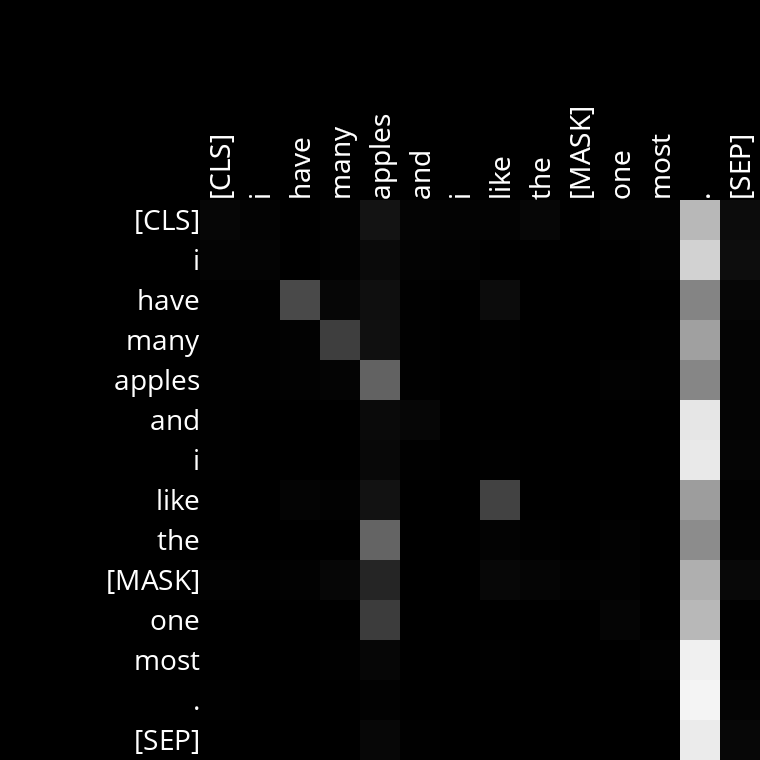 [CLS] i have many apples and i like the [MASK] one most . [SEP]
[CLS]
i
have
many
apples
and
i
like
the
[MASK]
one
most
.
[SEP]